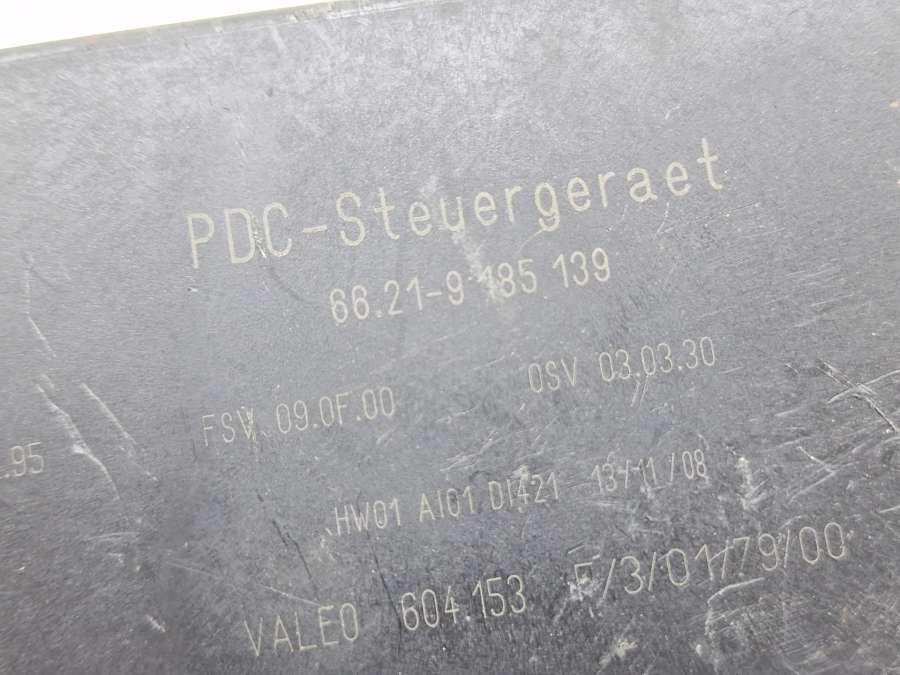 PDC-Steuergeraet
66.21-9 185 139
FSV 09.0F.00 OSV 03.03.30
.95
HW01 AI01 DI421 13/11/08
VALEO 604.153 F/3/01/79/00